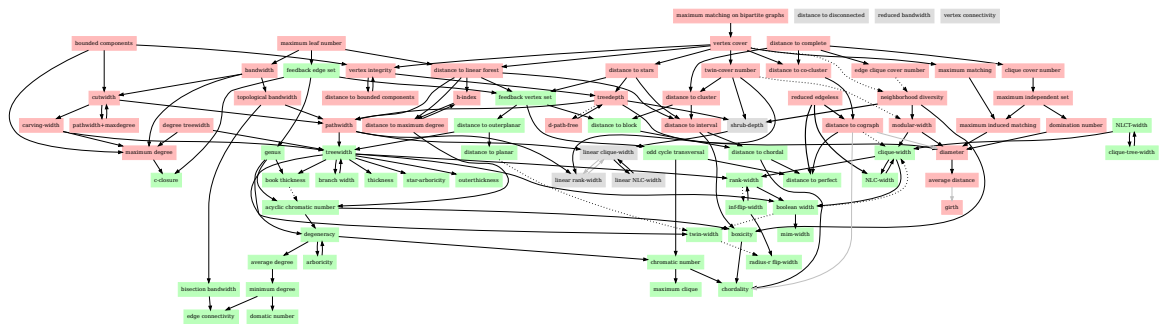 maximum matching on bipartite graphs
distance to disconnected
reduced bandwidth
vertex connectivity
bounded components
maximum leaf number
vertex cover
distance to complete
bandwidth
feedback edge set
vertex integrity
distance to linear forest
distance to stars
twin-cover number
distance to co-cluster
edge clique cover number
maximum matching
clique cover number
cutwidth
topological bandwidth
distance to bounded components
h-index
feedback vertex set
treedepth
distance to cluster
reduced edgeless
neighborhood diversity
maximum independent set
carving-width
pathwidth+maxdegree
degree treewidth
pathwidth
distance to maximum degree
distance to outerplanar
d-path-free
distance to block
distance to interval
shrub-depth
distance to cograph
modular-width
maximum induced matching
domination number
NLCT-width
maximum degree
genus
treewidth
distance to planar
linear clique-width
odd cycle transversal
distance to chordal
clique-width
diameter
clique-tree-width
c-closure
book thickness
branch width
thickness
star-arboricity
outerthickness
linear rank-width
linear NLC-width
rank-width
distance to perfect
NLC-width
average distance
acyclic chromatic number
inf-flip-width
boolean width
girth
degeneracy
twin-width
boxicity
mim-width
average degree
arboricity
chromatic number
radius-r flip-width
bisection bandwidth
minimum degree
maximum clique
chordality
edge connectivity
domatic number